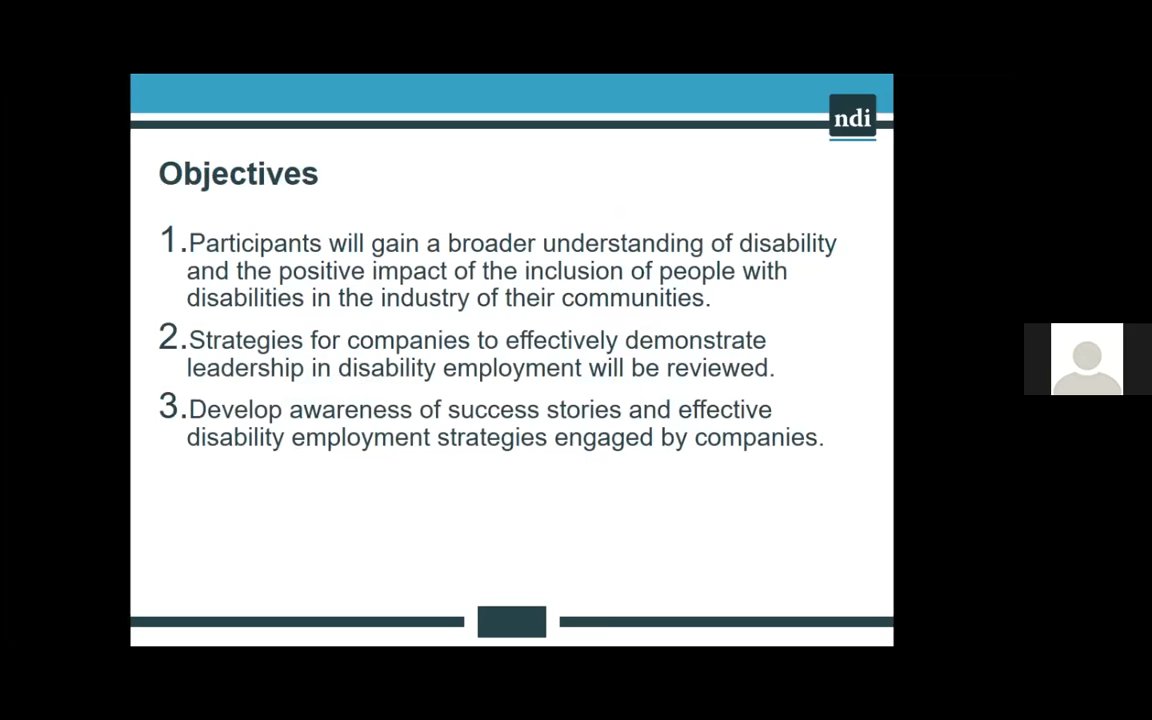 ndi
Objectives
1.Participants will gain a broader understanding of disability
and the positive impact of the inclusion of people with
disabilities in the industry of their communities.
2.Strategies for companies to effectively demonstrate
leadership in disability employment will be reviewed.
3.Develop awareness of success stories and effective
disability employment strategies engaged by companies.